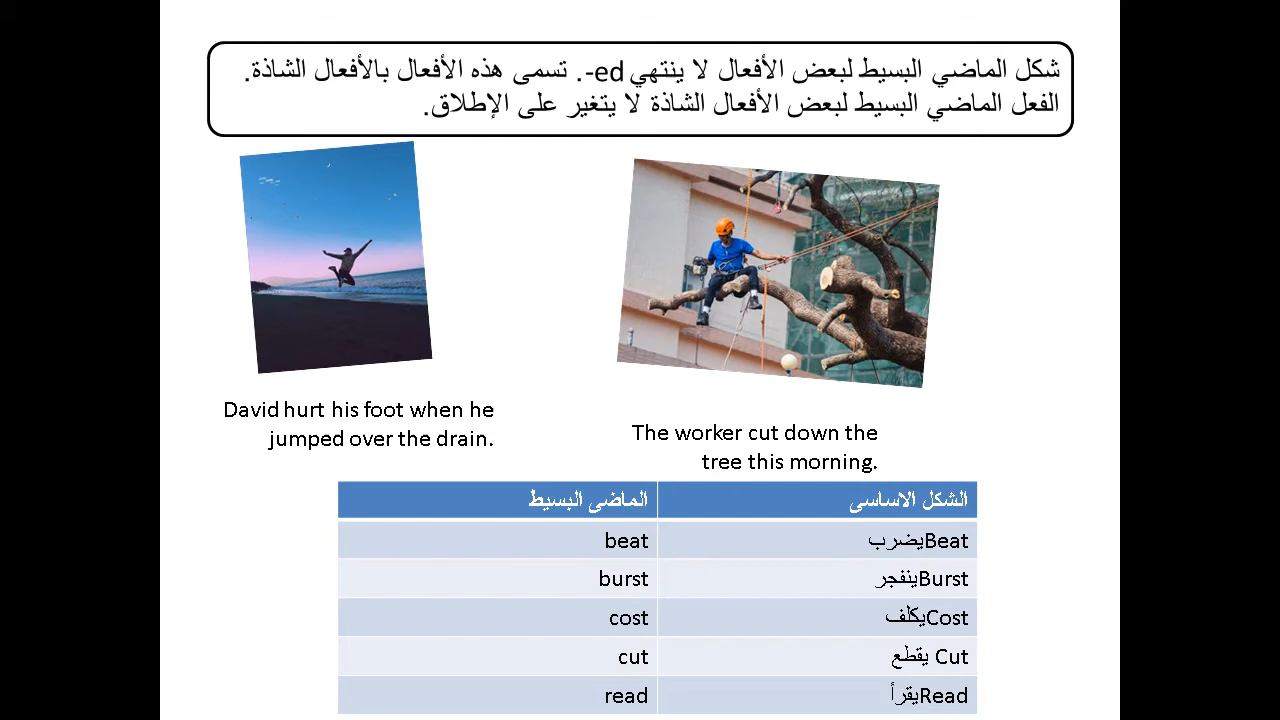 شكل الماضي البسيط لبعض الأفعال لا ينتهي ed-. تسمى هذه الأفعال بالأفعال الشاذة.
الفعل الماضي البسيط لبعض الأفعال الشاذة لا يتغير على الإطلاق.
David hurt his foot when he
jumped over the drain.
The worker cut down the
tree this morning.
الشكل الاساسى الماضى البسيط
Beatيضرب beat
Burstينفجر burst
Costيكلف cost
Cut يقطع cut
Readيقرأ read